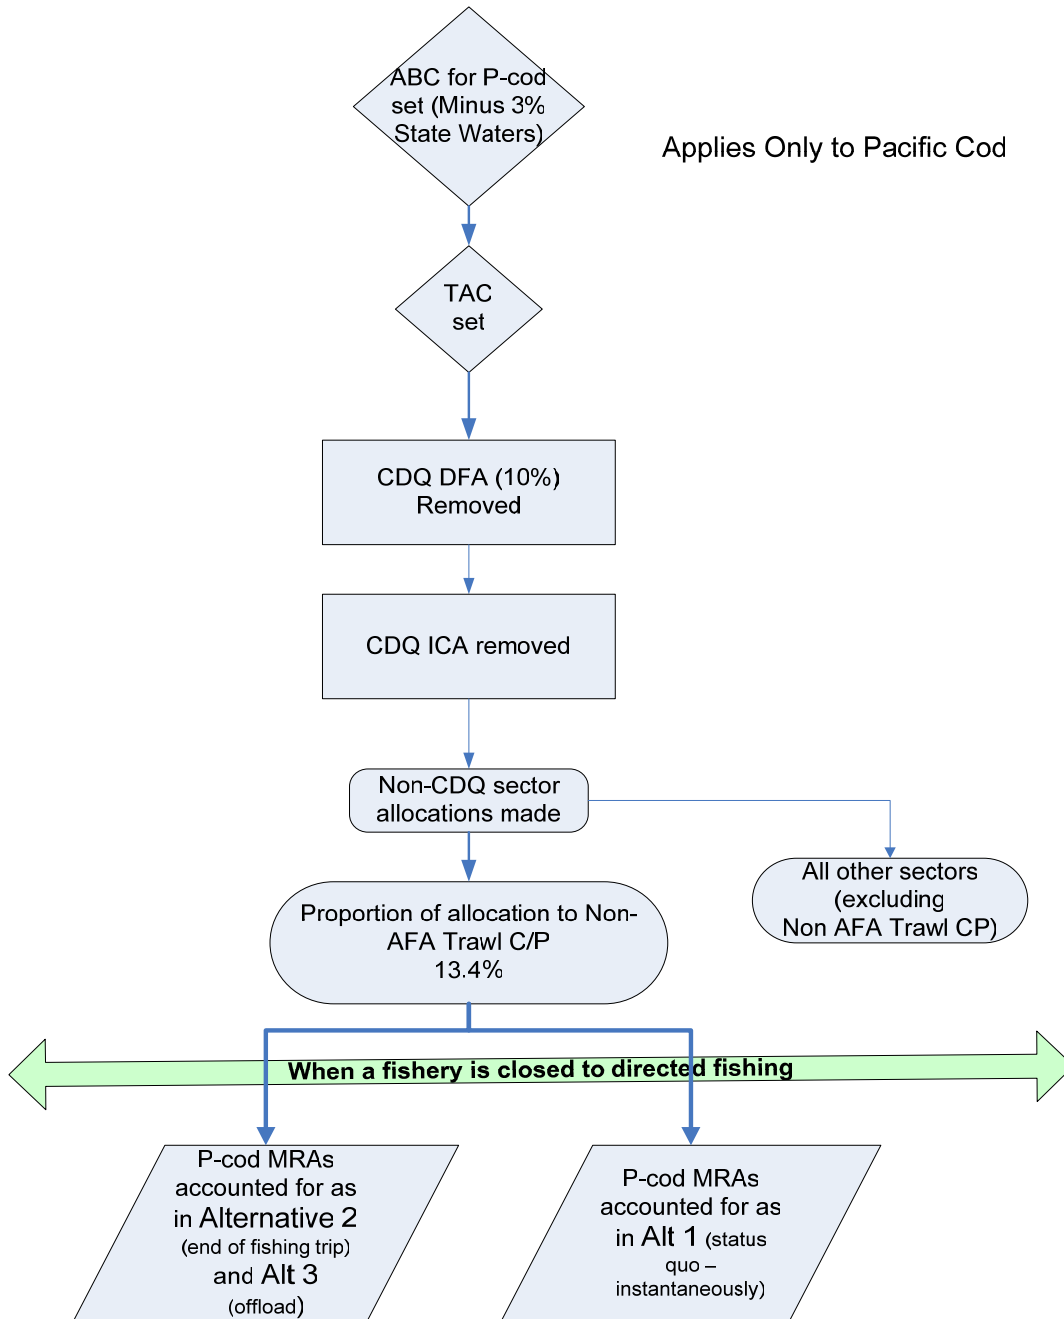 ABC for P-cod
set (Minus 3%
State Waters)
Applies Only to Pacific Cod
TAC
set
CDQ DFA (10%)
Removed
CDQ ICA removed
Non-CDQ sector
allocations made
All other sectors
(excluding
Non AFA Trawl CP)
Proportion of allocation to Non-
AFA Trawl C/P
13.4%
When a fishery is closed to directed fishing
P-cod MRAs
accounted for as
in Alternative 2
(end of fishing trip)
and Alt 3
(offload)
P-cod MRAs
accounted for as
in Alt 1 (status
quo –
instantaneously)